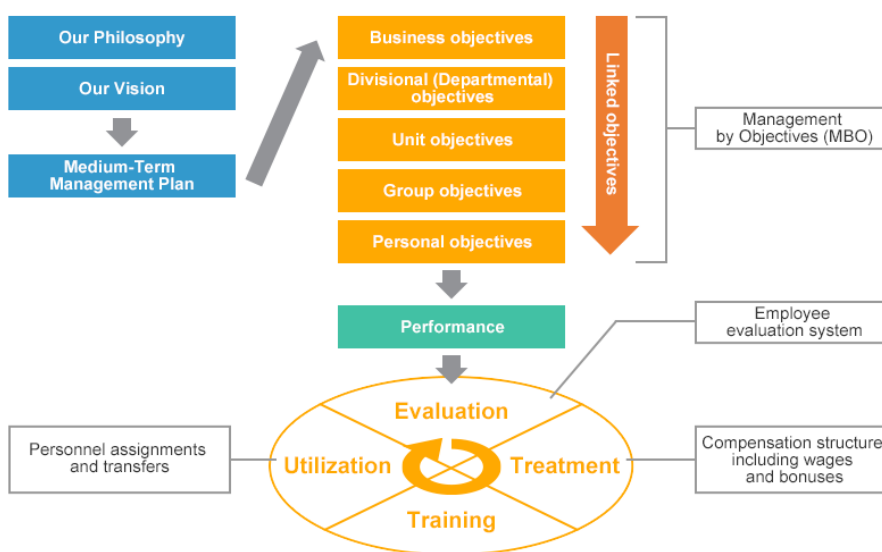 Our Philosophy
Our Vision
Medium-Term
Management Plan
Business objectives
Divisional (Departmental)
objectives
Unit objectives
Group objectives
Personal objectives
Linked objectives
Management
by Objectives (MBO)
Performance
Employee
evaluation system
Evaluation
Utilization
Treatment
Training
Personnel assignments
and transfers
Compensation structure
including wages
and bonuses